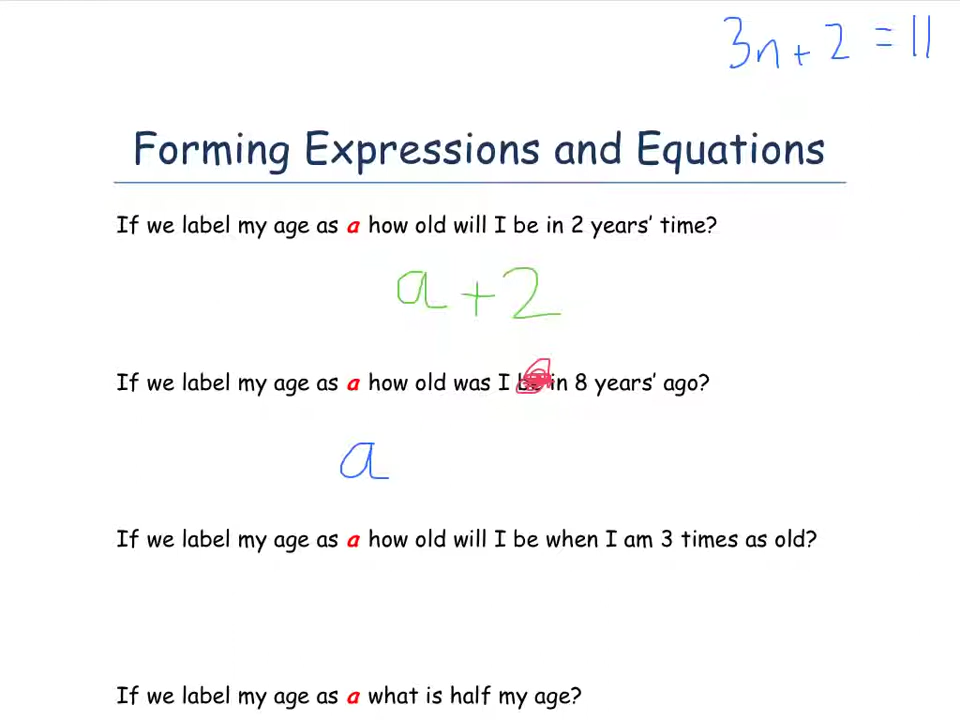 3n + 2 = 11
Forming Expressions and Equations
If we label my age as a how old will I be in 2 years' time?
a + 2
If we label my age as a how old was I in 8 years' ago?
a
If we label my age as a how old will I be when I am 3 times as old?
If we label my age as a what is half my age?